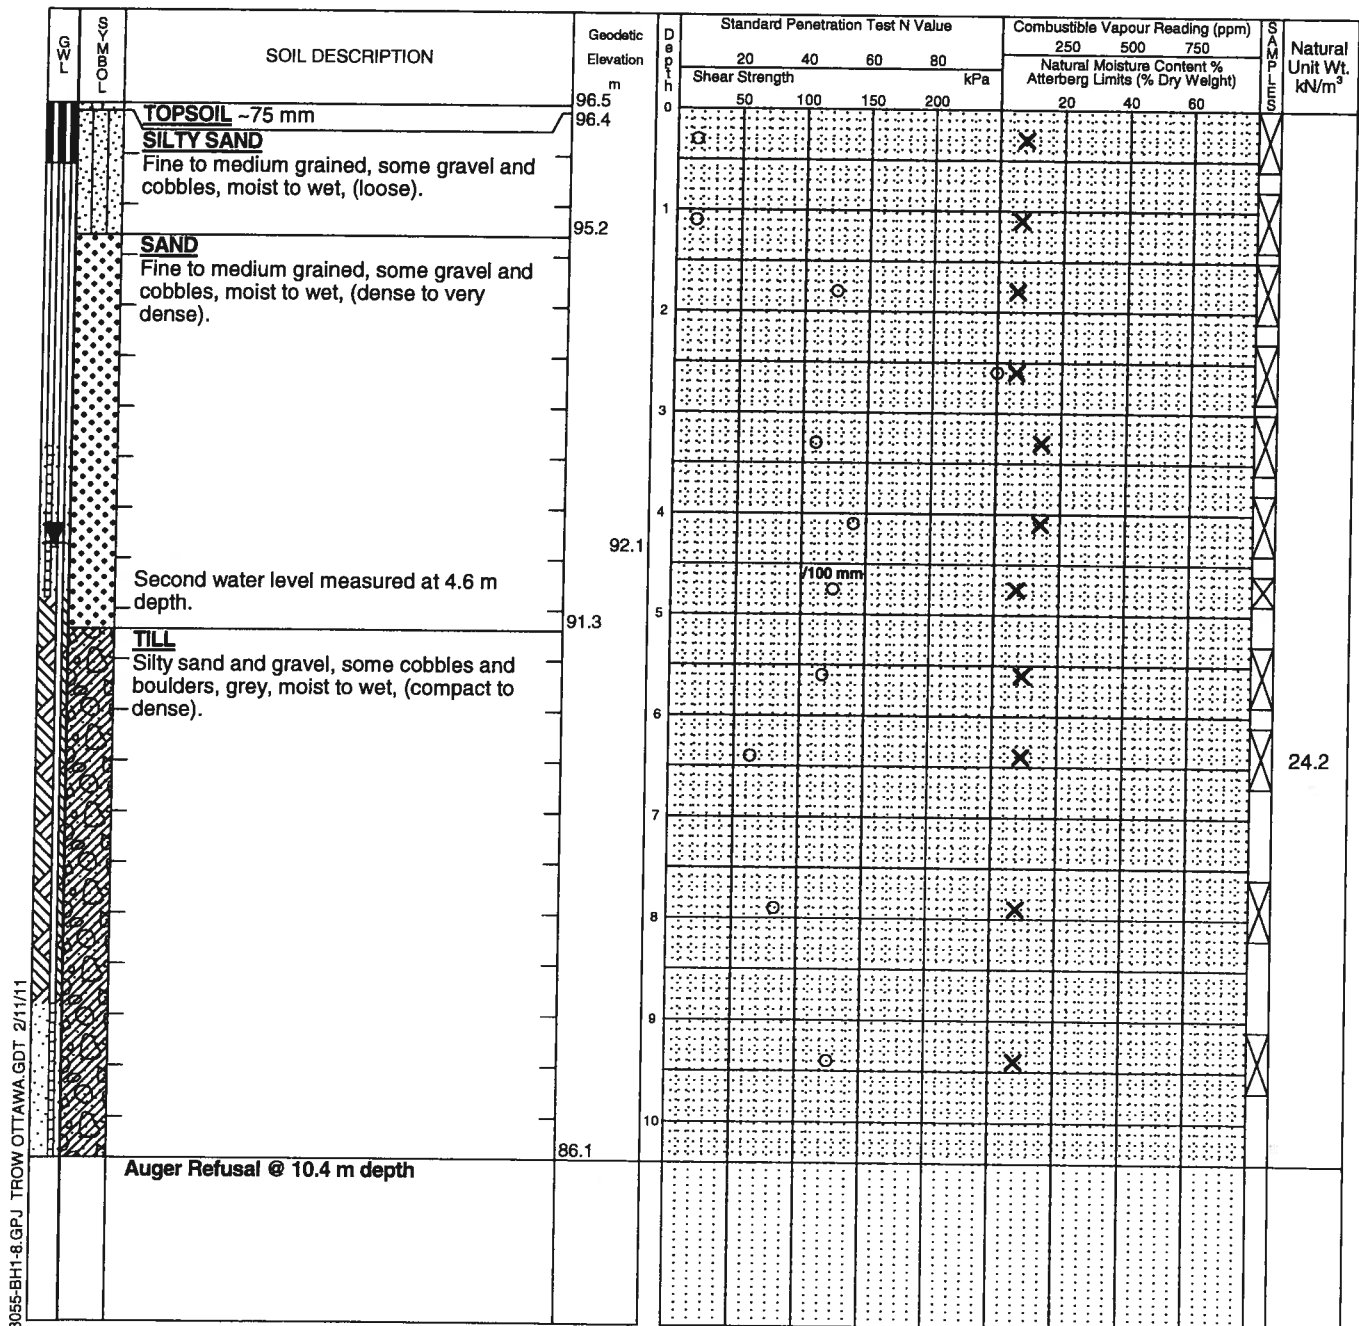 GWL
SYMBOL
SOIL DESCRIPTION
Geodetic
Elevation
m
Depth
Standard Penetration Test N Value
20 40 60 80
Shear Strength kPa
50 100 150 200
Combustible Vapour Reading (ppm)
250 500 750
Natural Moisture Content %
Atterberg Limits (% Dry Weight)
20 40 60
SAMPLES
Natural
Unit Wt.
kN/m³
96.5
0
TOPSOIL ~75 mm
96.4
SILTY SAND
Fine to medium grained, some gravel and
cobbles, moist to wet, (loose).
1
95.2
SAND
Fine to medium grained, some gravel and
cobbles, moist to wet, (dense to very
dense).
2
3
4
92.1
/100 mm
Second water level measured at 4.6 m
depth.
5
91.3
TILL
Silty sand and gravel, some cobbles and
boulders, grey, moist to wet, (compact to
dense).
6
24.2
7
8
9
10
86.1
Auger Refusal @ 10.4 m depth
3055-BH1-8.GPJ TROW OTTAWA.GDT 2/11/11